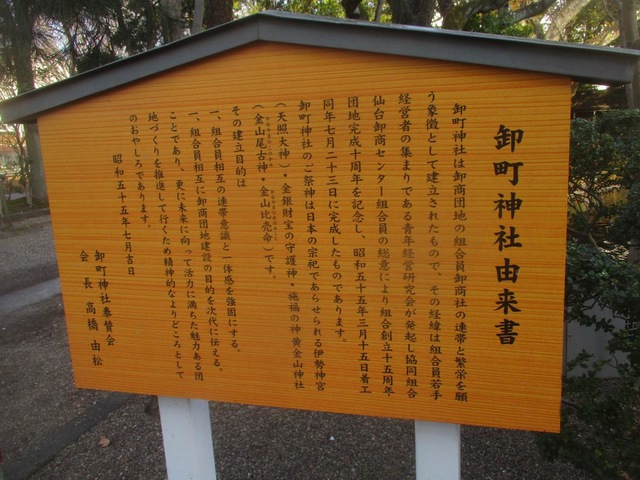 卸町神社由来書
卸町神社は卸商団地の組合員卸商社の連帯と繁栄を願
う象徴として建立されたもので、その経緯は組合員若手
経営者の集まりである青年経営研究会が発起し協同組合
仙台卸商センター組合員の総意により組合創立十五周年
団地完成十周年を記念し、昭和五十五年三月十五日着工
同年七月二十三日に完成したものであります。
卸町神社のご祭神は日本の宗祀であらせられる伊勢神宮
(天照大神)・金銀財宝の守護神・施福の神黄金山神社
(金山尾古神・金山比売命)です。
その建立目的は
一、組合員相互の連帯意識と一体感を強固にする。
一、組合員相互に卸商団地建設の目的を次代に伝える。
ことであり、更に未来に向って活力に満ちた魅力ある団
地づくりを推進して行くため精神的なよりどころとして
のおやしろであります。
昭和五十五年七月吉日
卸町神社奉賛会
会長 高橋由松